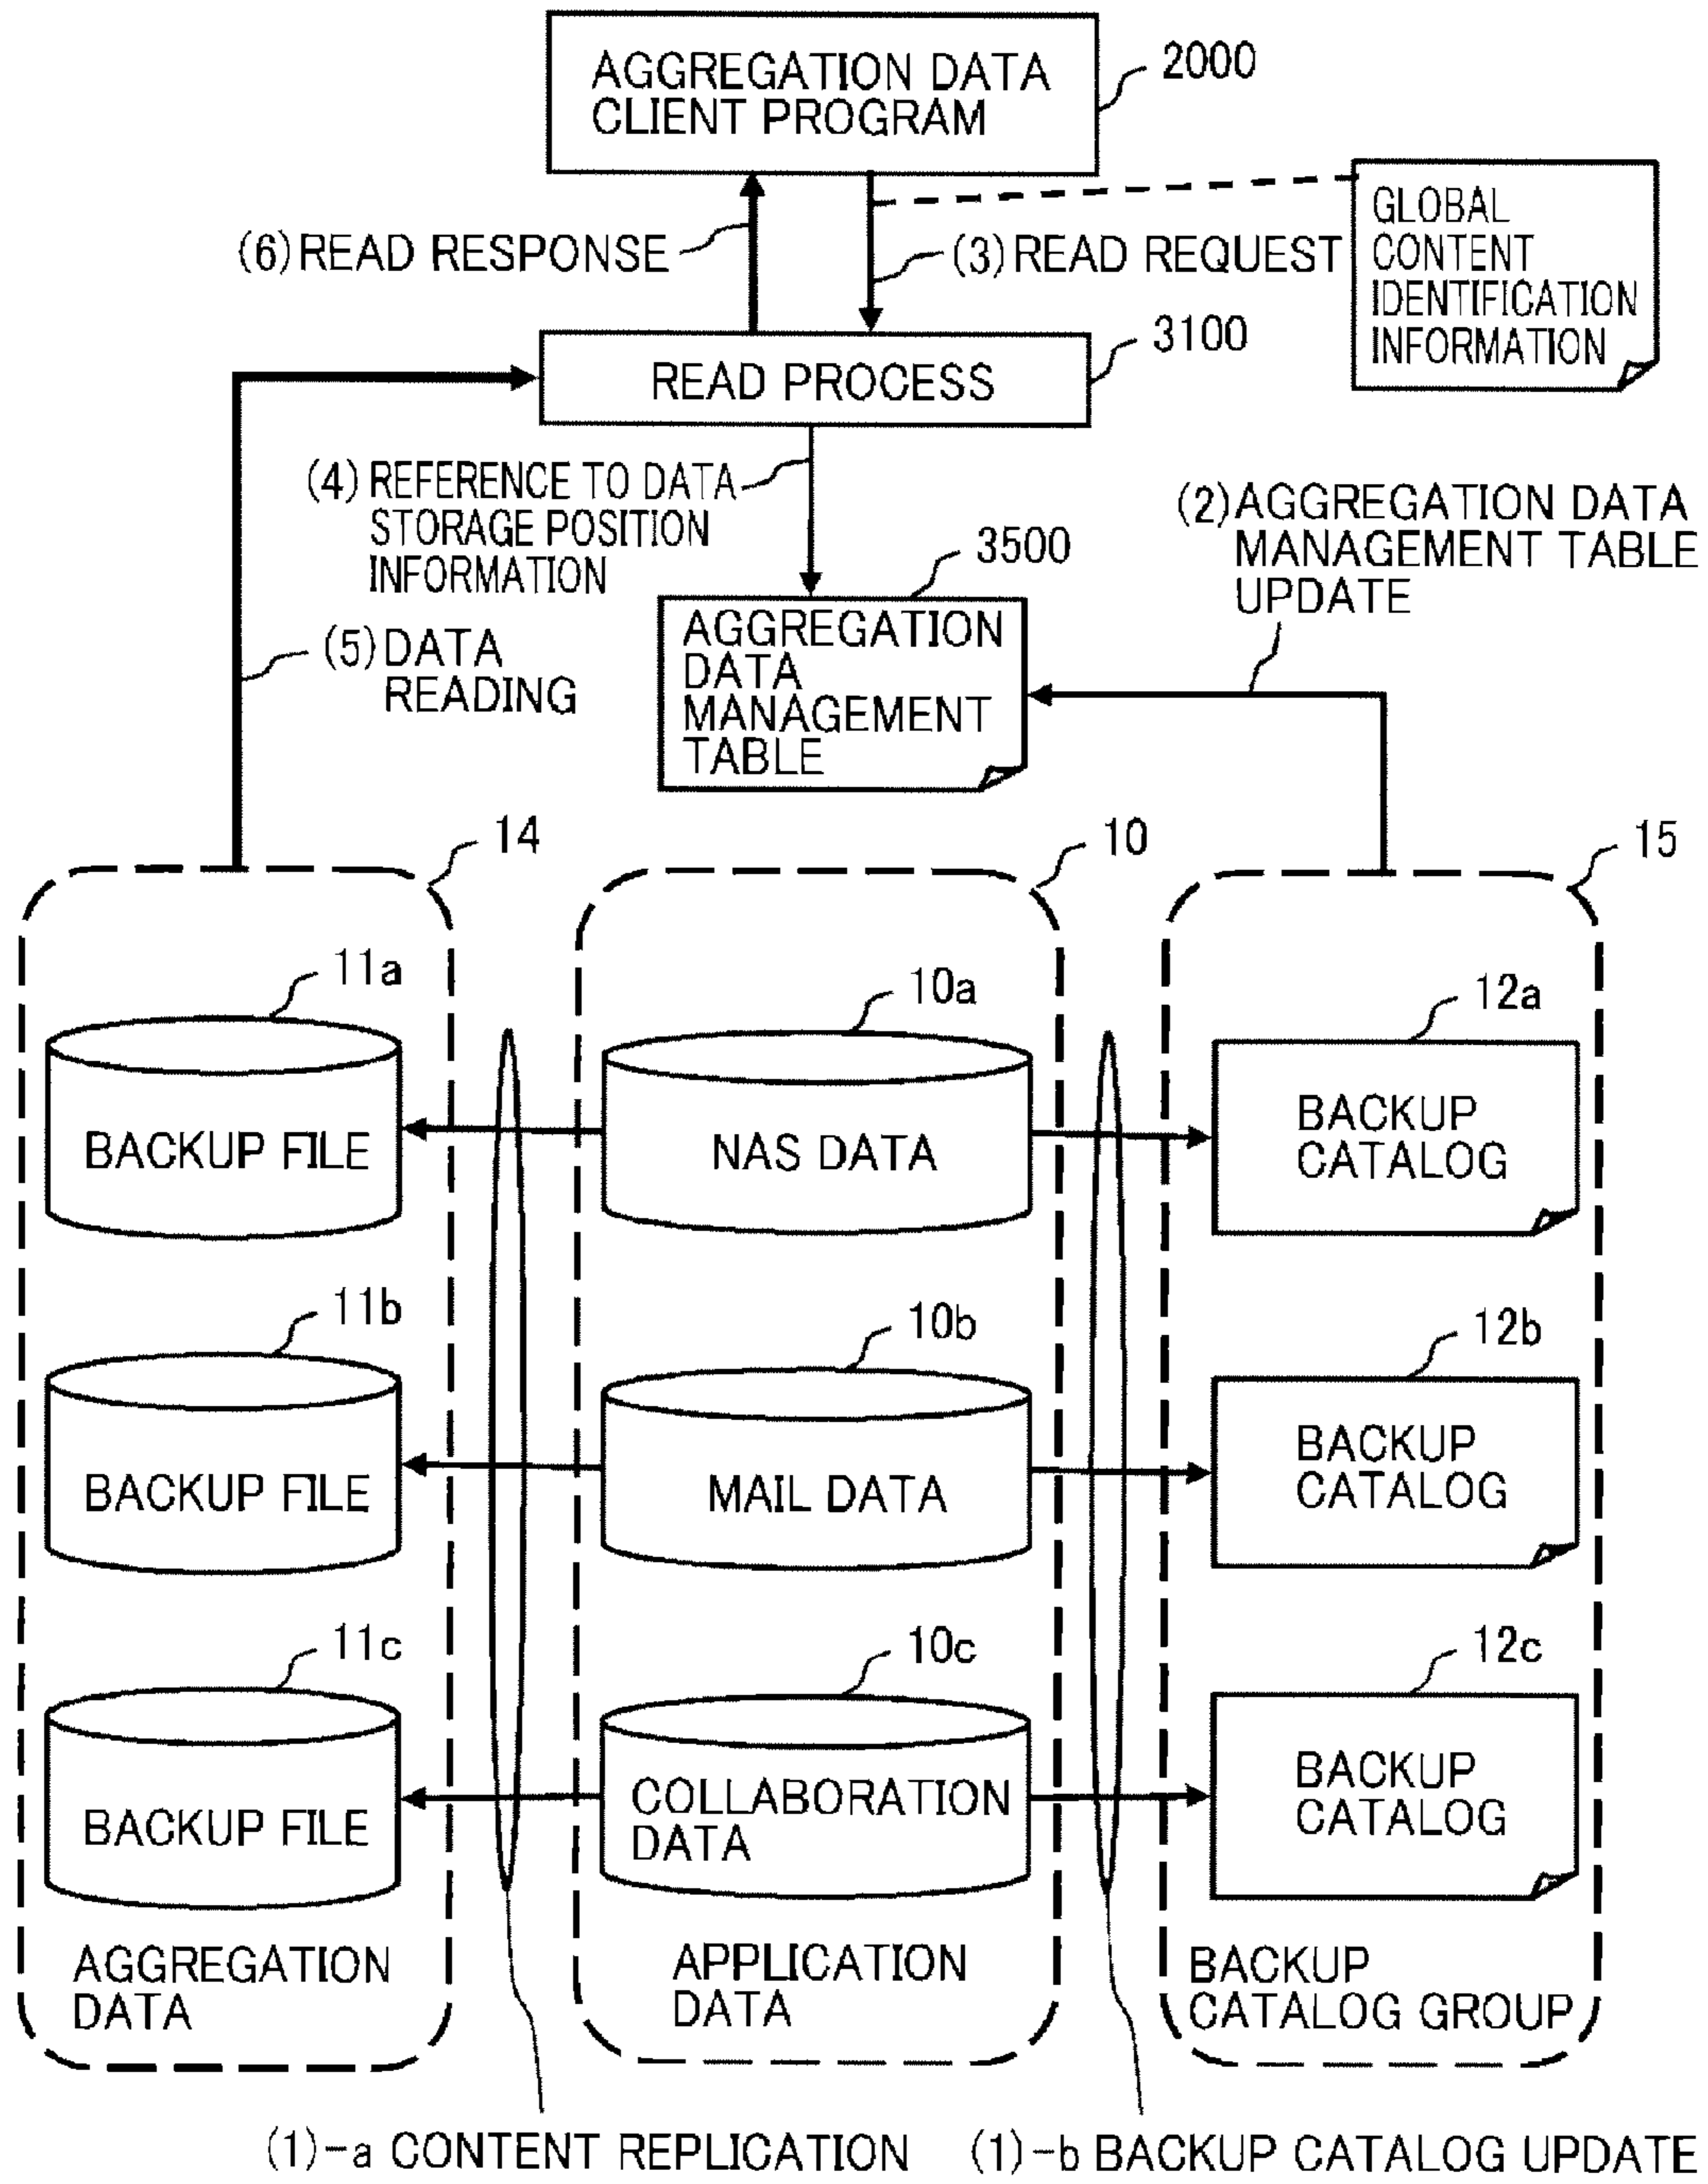 AGGREGATION DATA
CLIENT PROGRAM
2000
GLOBAL
CONTENT
IDENTIFICATION
INFORMATION
(6) READ RESPONSE
(3) READ REQUEST
3100
READ PROCESS
(4) REFERENCE TO DATA
STORAGE POSITION
INFORMATION
(2) AGGREGATION DATA
MANAGEMENT TABLE
UPDATE
3500
AGGREGATION
DATA
MANAGEMENT
TABLE
(5) DATA
READING
14
10
15
11a
10a
12a
BACKUP FILE
NAS DATA
BACKUP
CATALOG
11b
10b
12b
BACKUP FILE
MAIL DATA
BACKUP
CATALOG
11c
10c
12c
BACKUP FILE
COLLABORATION
DATA
BACKUP
CATALOG
AGGREGATION
DATA
APPLICATION
DATA
BACKUP
CATALOG GROUP
(1)-a CONTENT REPLICATION
(1)-b BACKUP CATALOG UPDATE